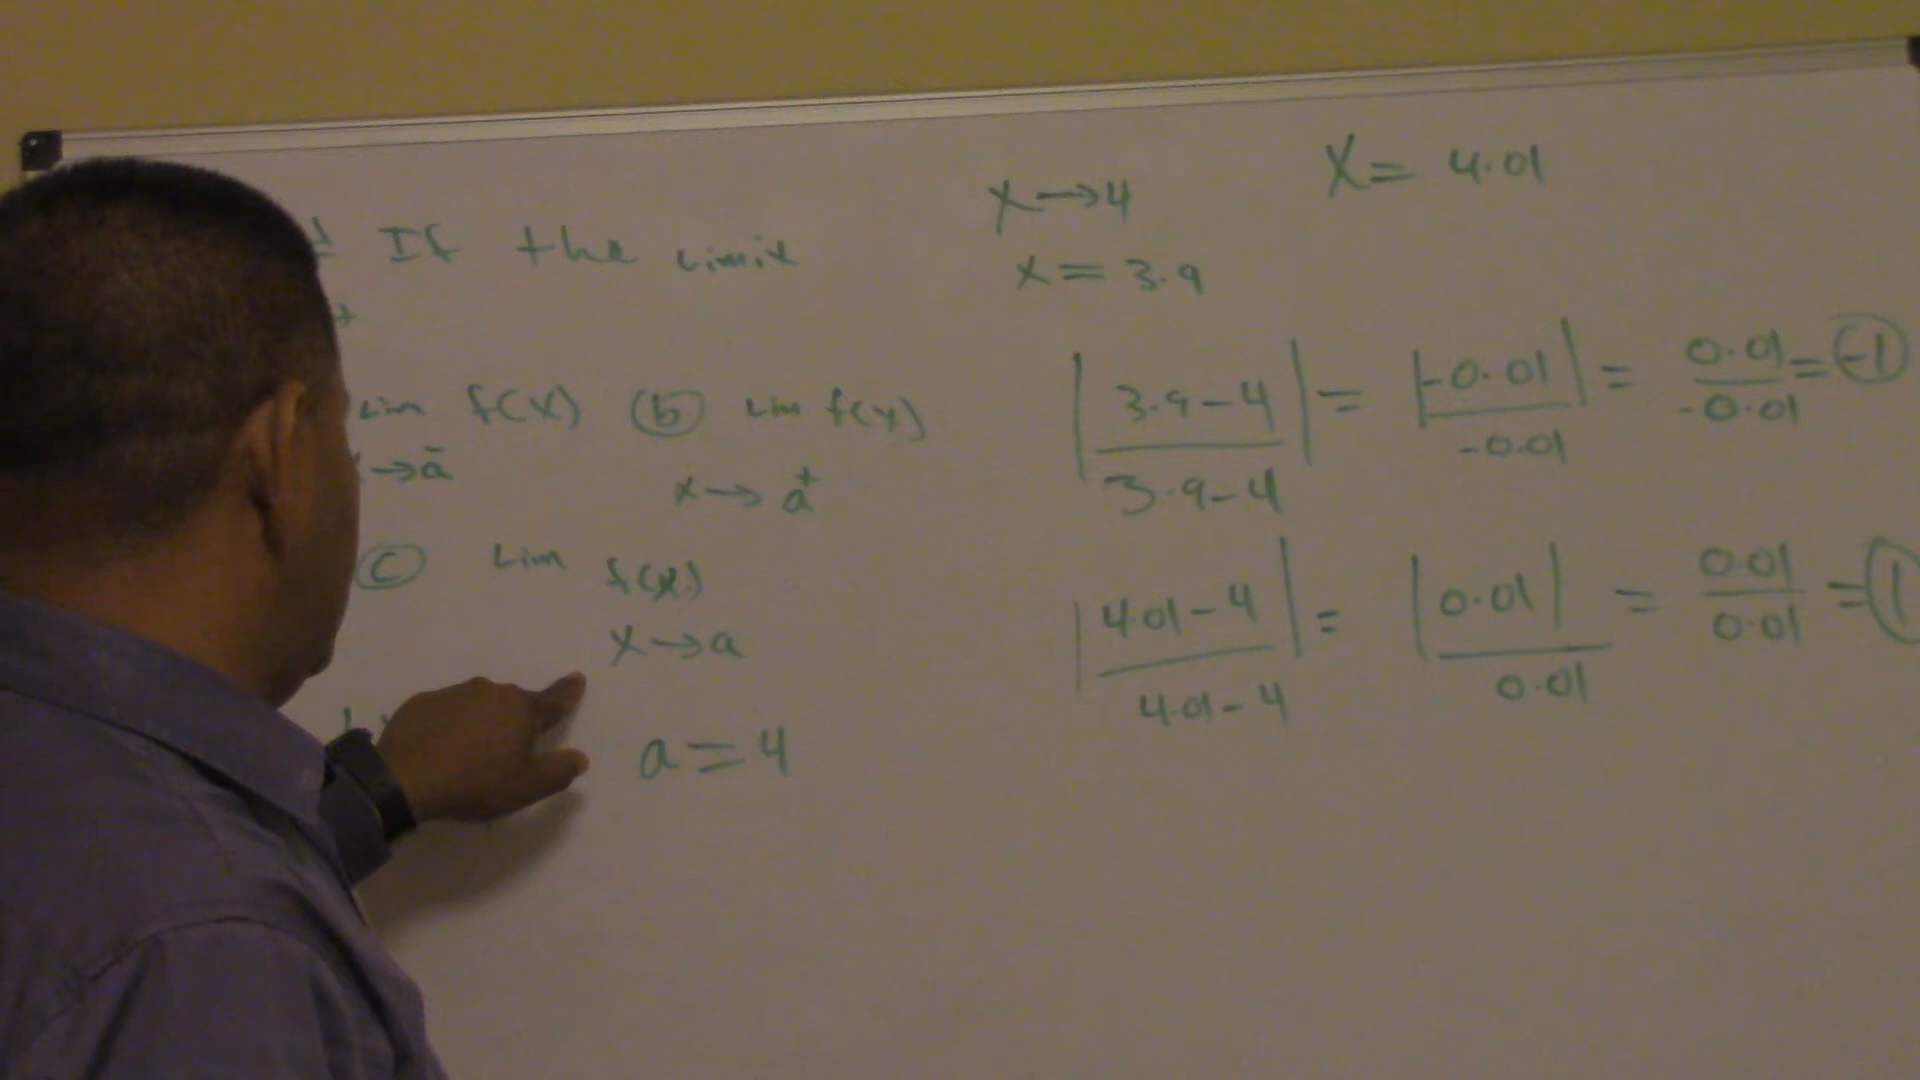 If the Limit
Lim f(x) (b) Lim f(x)
→ a⁻
x → a⁺
(c) Lim f(x)
x → a
a = 4
x → 4
x = 3.9
X = 4.01
|3.9 - 4| / 3.9 - 4 = |-0.01| / -0.01 = 0.01 / -0.01 = -1
|4.01 - 4| / 4.01 - 4 = |0.01| / 0.01 = 0.01 / 0.01 = 1